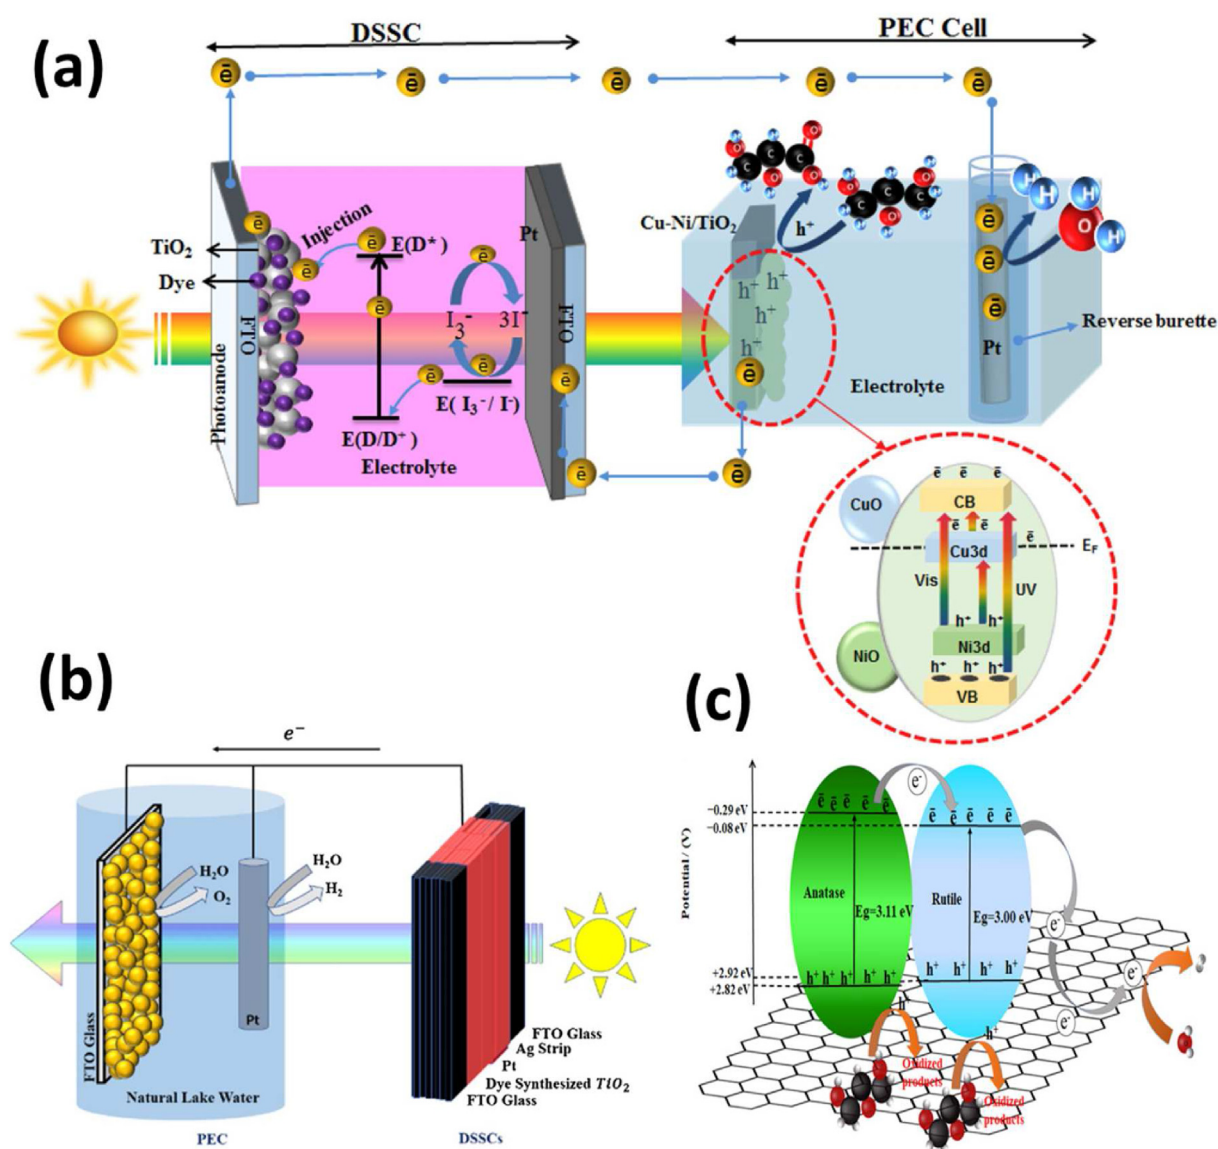 (a)
DSSC
PEC Cell
ē ē ē ē ē
TiO2
Dye
Photoanode
FTO
ē
Injection
ē
ē
E(D*)
ē
ē
I3- 3I-
ē
ē
E( I3-/ I-)
E(D/D+)
Electrolyte
Pt
FTO
ē
ē
ē
Cu-Ni/TiO2
h+
h+
h+
h+
h+
ē
O
C C C
O O
H H H H H
O
C C C
O O
H H H H H
Electrolyte
ē
ē
ē
Pt
H H
H
O
H
Reverse burette
CuO
ē ē ē
CB
ē ē
Cu3d
ē
EF
Vis
UV
h+ h+
Ni3d
NiO
h+ h+ h+
VB
(b)
e−
H2O
O2
H2O
H2
Pt
FTO Glass
Natural Lake Water
PEC
FTO Glass
Ag Strip
Pt
Dye Synthesized TiO2
FTO Glass
DSSCs
(c)
Potential/ (V)
−0.29 eV
−0.08 eV
+2.92 eV
+2.82 eV
ē ē ē ē ē
Anatase
Eg=3.11 eV
h+ h+ h+ h+ h+
e-
ē ē ē ē ē
Rutile
Eg=3.00 eV
h+ h+ h+ h+
e-
e-
e-
h
h+
Oxidized
products
Oxidized
products